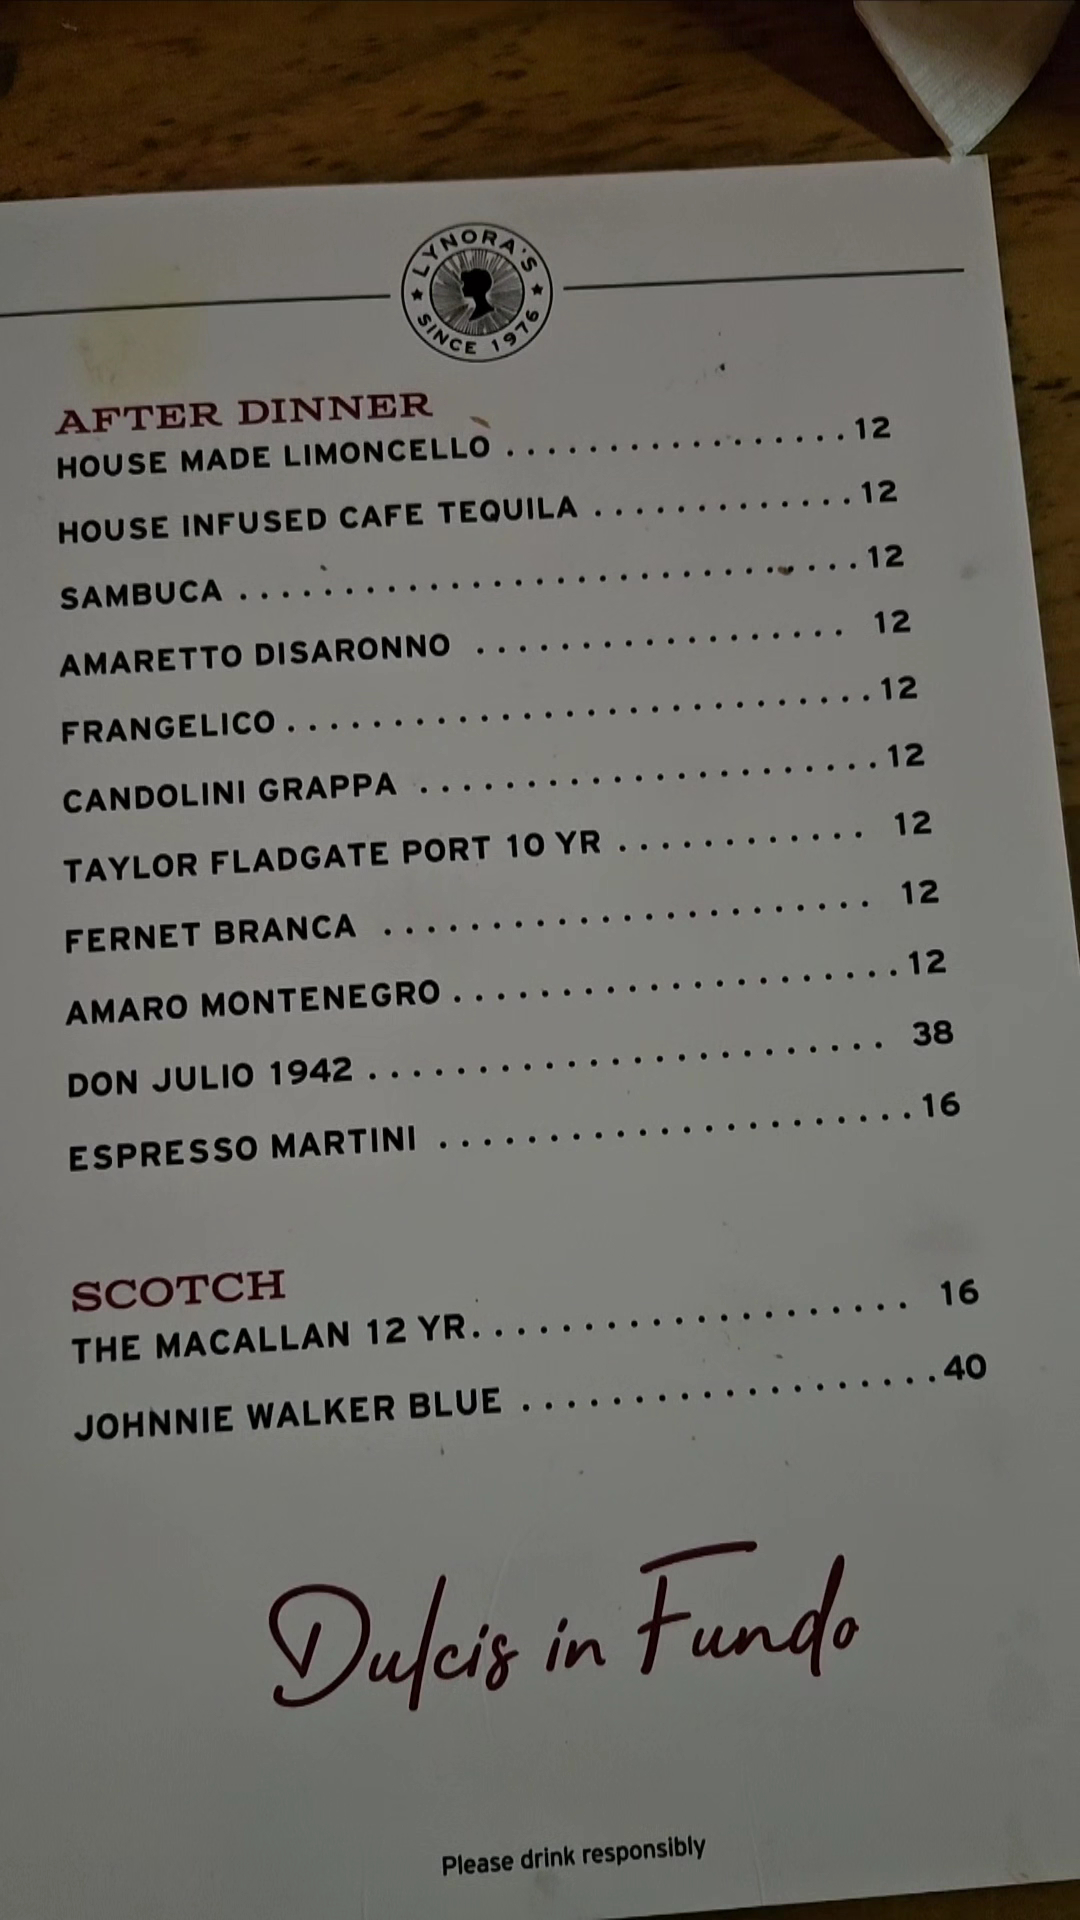 LYNORA'S
SINCE 1976
AFTER DINNER
HOUSE MADE LIMONCELLO ................ 12
HOUSE INFUSED CAFE TEQUILA ............ 12
SAMBUCA ............................. 12
AMARETTO DISARONNO ................. 12
FRANGELICO ........................... 12
CANDOLINI GRAPPA ...................... 12
TAYLOR FLADGATE PORT 10 YR ............ 12
FERNET BRANCA ....................... 12
AMARO MONTENEGRO ..................... 12
DON JULIO 1942 ........................ 38
ESPRESSO MARTINI ...................... 16
SCOTCH
THE MACALLAN 12 YR .................... 16
JOHNNIE WALKER BLUE ................... 40
Dulcis in Fundo
Please drink responsibly